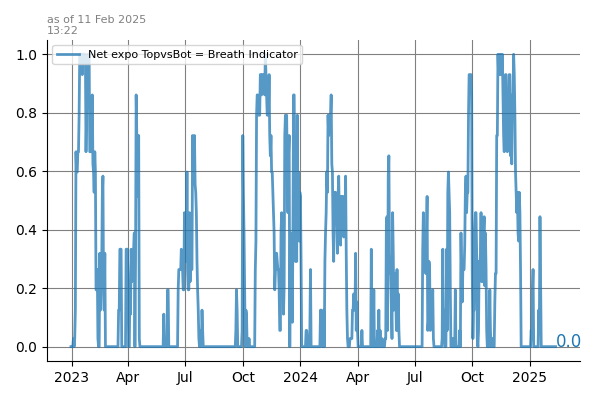 as of 11 Feb 2025
13:22
Net expo TopvsBot = Breath Indicator
1.0
0.8
0.6
0.4
0.2
0.0
0.0
2023 Apr Jul Oct 2024 Apr Jul Oct 2025